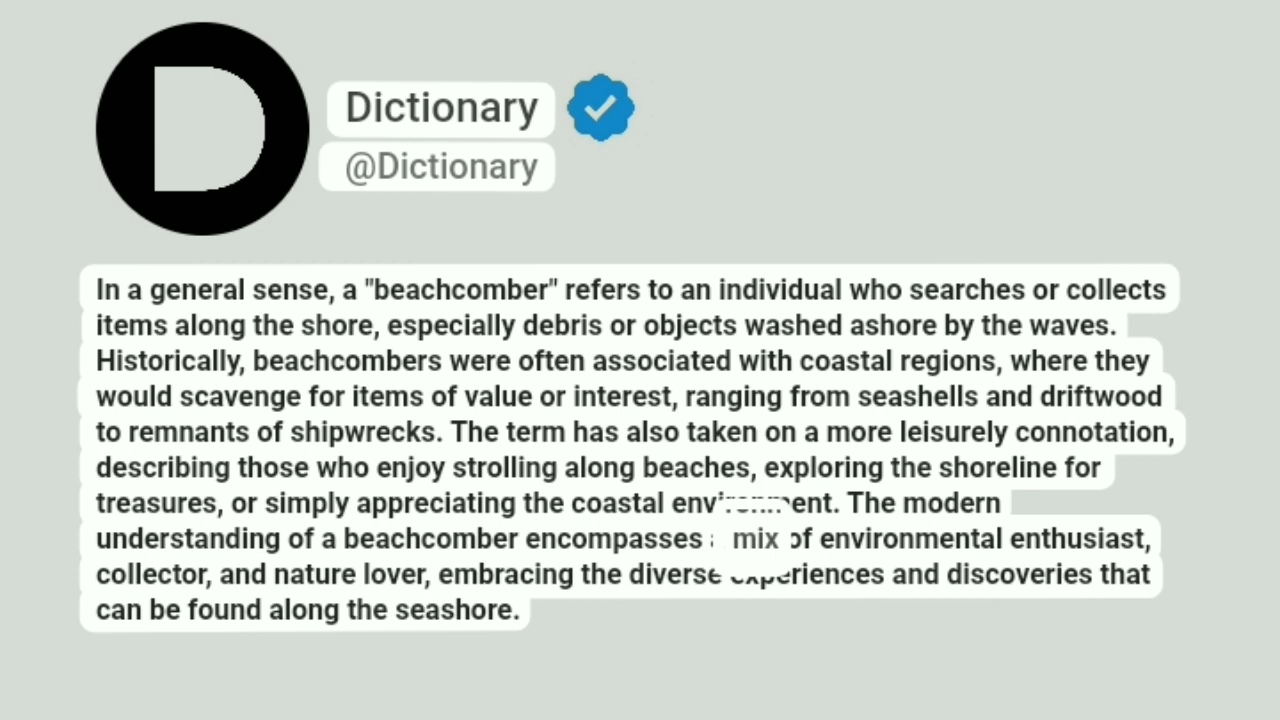 Dictionary
@Dictionary
In a general sense, a "beachcomber" refers to an individual who searches or collects
items along the shore, especially debris or objects washed ashore by the waves.
Historically, beachcombers were often associated with coastal regions, where they
would scavenge for items of value or interest, ranging from seashells and driftwood
to remnants of shipwrecks. The term has also taken on a more leisurely connotation,
describing those who enjoy strolling along beaches, exploring the shoreline for
treasures, or simply appreciating the coastal environment. The modern
understanding of a beachcomber encompasses a mix of environmental enthusiast,
collector, and nature lover, embracing the diverse experiences and discoveries that
can be found along the seashore.